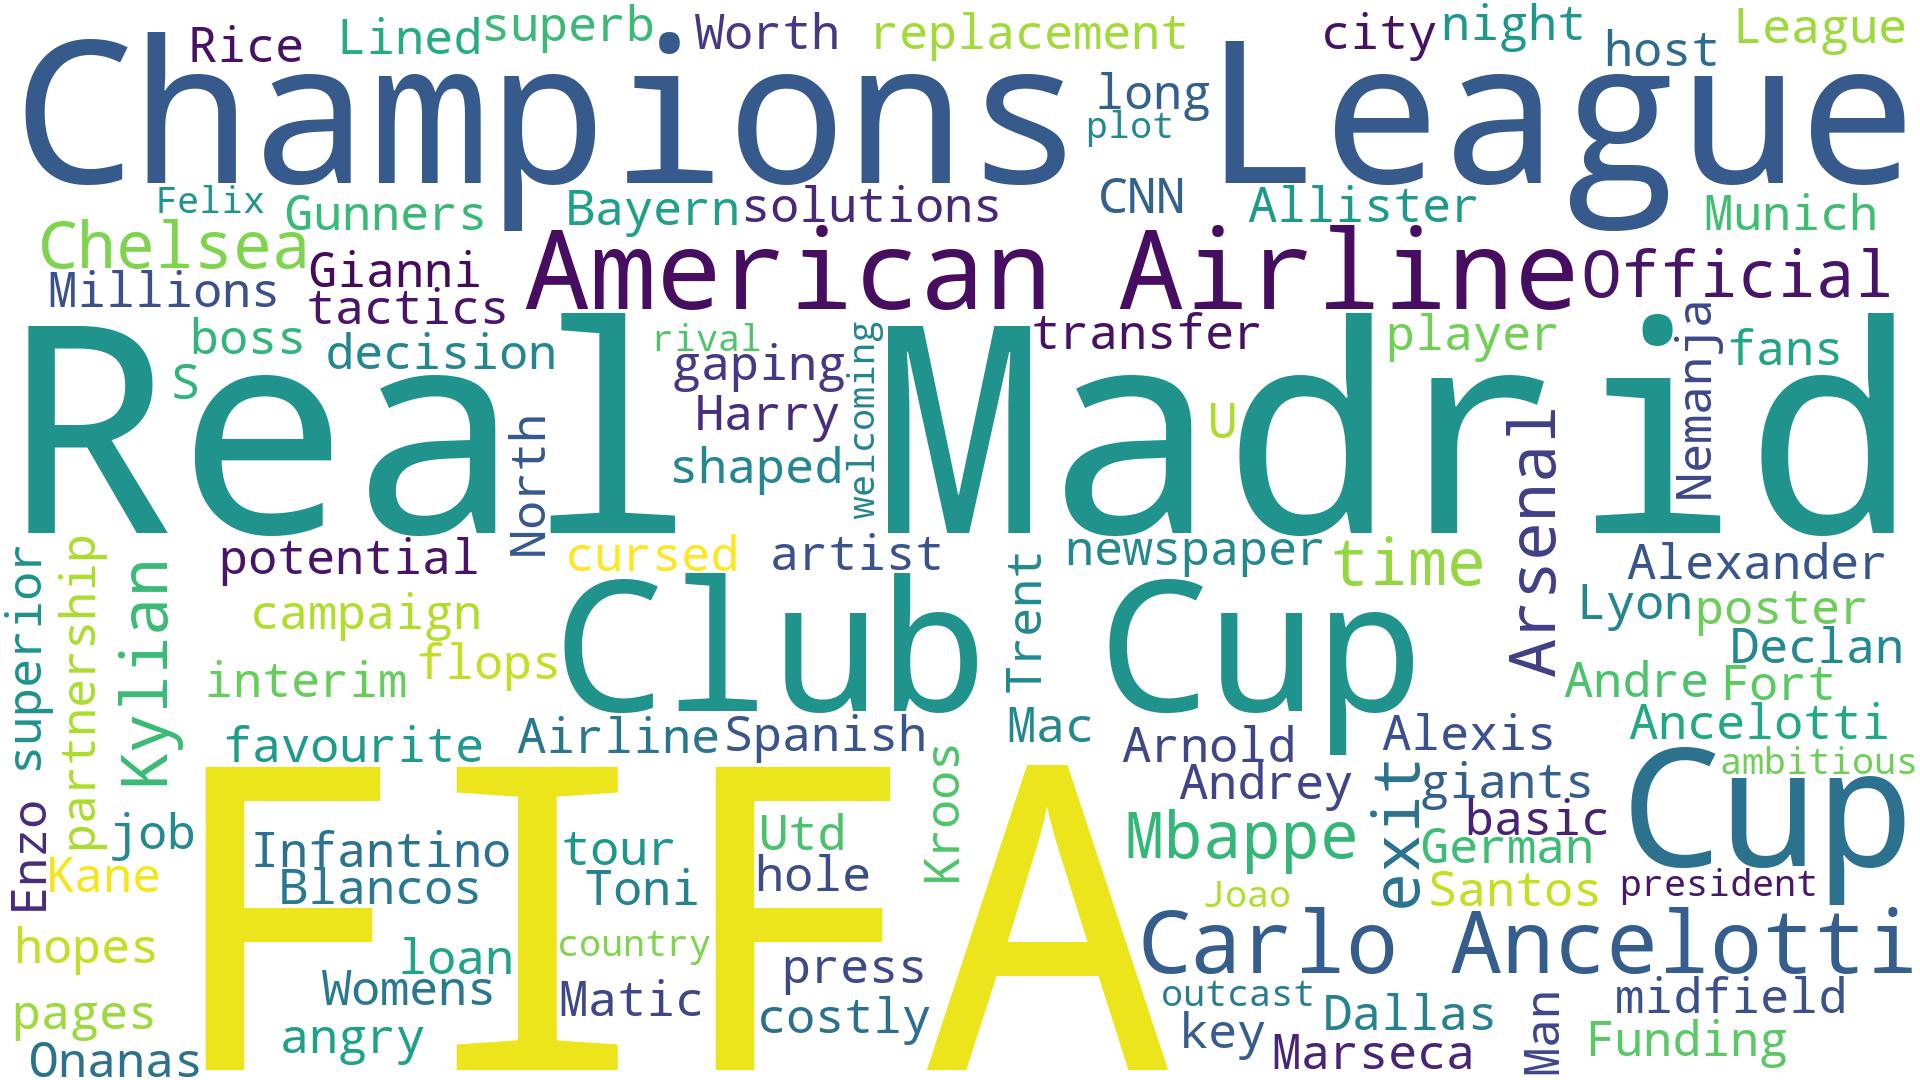 Rice
Lined
superb
Worth
replacement
city
night
host
League
Champions League
long
plot
Felix
Gunners
Bayern
solutions
CNN
Allister
Munich
Chelsea
Millions
Gianni
tactics
American Airline
Official
boss
S
decision
rival
gaping
Harry
shaped
welcoming
transfer
player
U
Nemanja
fans
Real Madrid
North
Arsenal
potential
cursed
artist
newspaper
time
Alexander
superior
partnership
Kylian
campaign
interim
flops
Club Cup
Trent
Lyon
poster
Declan
Andre
Fort
favourite
Airline
Spanish
Mac
Arnold
Alexis
Ancelotti
ambitious
Andrey
exit
giants
basic
Cup
Enzo
job
Kane
Infantino
Blancos
tour
Toni
Utd
hole
Kroos
Mbappe
German
Joao
Santos
president
FIFA
hopes
loan
country
press
Carlo Ancelotti
pages
Womens
Matic
costly
outcast
midfield
Onanas
angry
key
Dallas
Marseca
Man
Funding